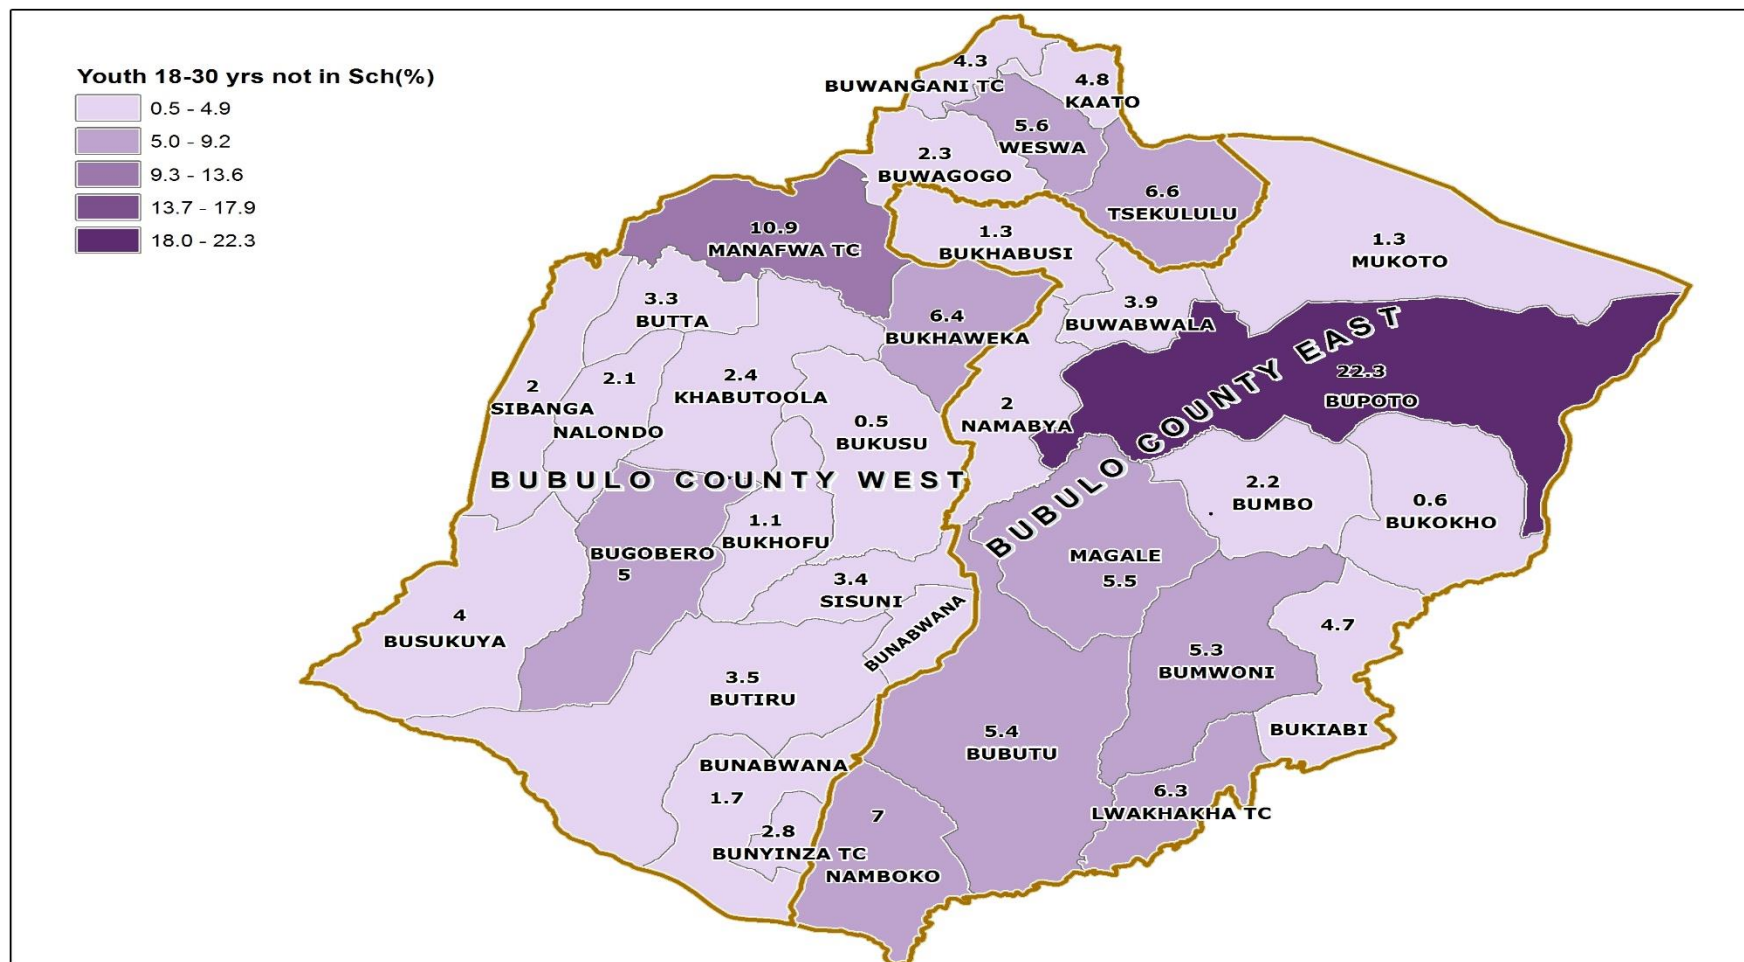 Youth 18-30 yrs not in Sch(%)
0.5 - 4.9
5.0 - 9.2
9.3 - 13.6
13.7 - 17.9
18.0 - 22.3
4.3
BUWANGANI TC
4.8
KAATO
5.6
WESWA
2.3
BUWAGOGO
6.6
TSEKULULU
10.9
MANAFWA TC
1.3
BUKHABUSI
1.3
MUKOTO
3.3
BUTTA
6.4
BUKHAWEKA
3.9
BUWABWALA
2
SIBANGA
2.1
NALONDO
2.4
KHABUTOOLA
0.5
BUKUSU
2
NAMABYA
22.3
BUPOTO
BUBULO COUNTY WEST
BUBULO COUNTY EAST
2.2
BUMBO
0.6
BUKOKHO
1.1
BUKHOFU
BUGOBERO
5
MAGALE
5.5
3.4
SISUNI
BUNABWANA
4
BUSUKUYA
4.7
5.3
BUMWONI
3.5
BUTIRU
5.4
BUBUTU
BUKIABI
BUNABWANA
1.7
2.8
BUNYINZA TC
7
NAMBOKO
6.3
LWAKHAKHA TC